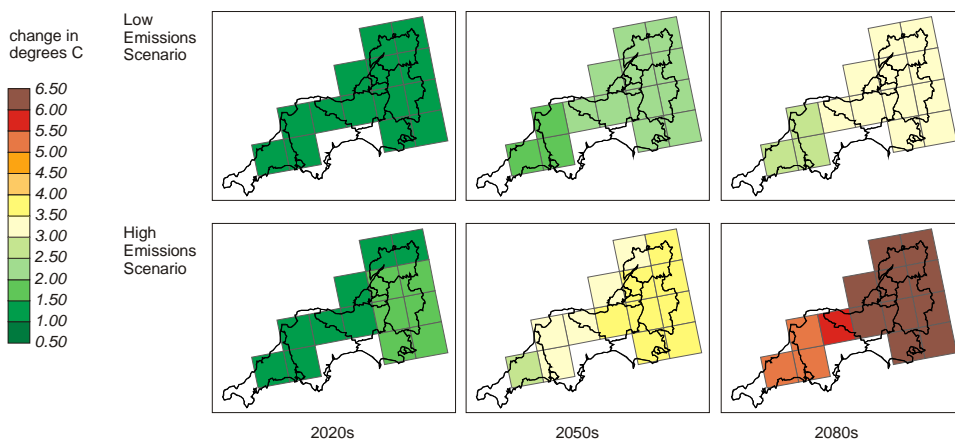 change in
degrees C
6.50
6.00
5.50
5.00
4.50
4.00
3.50
3.00
2.50
2.00
1.50
1.00
0.50
Low
Emissions
Scenario
High
Emissions
Scenario
2020s
2050s
2080s